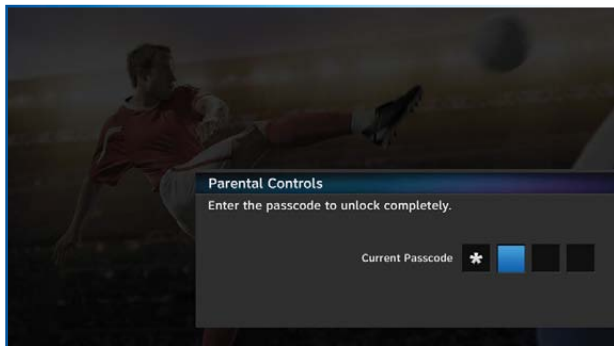 Parental Controls
Enter the passcode to unlock completely.
Current Passcode *